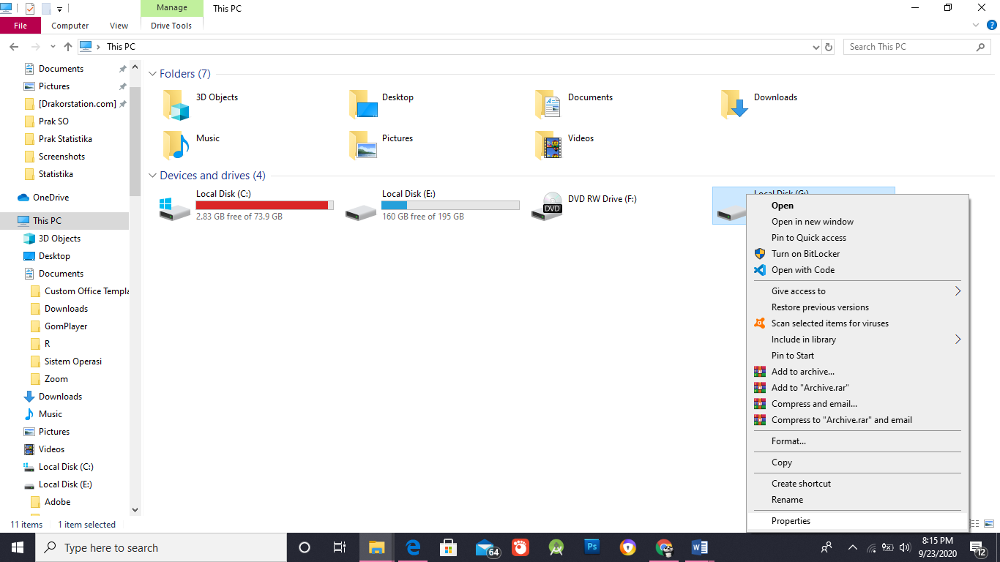 Manage
This PC
File
Computer
View
Drive Tools
This PC
Search This PC
Documents
Pictures
[Drakorstation.com]
Prak SO
Prak Statistika
Screenshots
Statistika
OneDrive
This PC
3D Objects
Desktop
Documents
Custom Office Templa
Downloads
GomPlayer
R
Sistem Operasi
Zoom
Downloads
Music
Pictures
Videos
Local Disk (C:)
Local Disk (E:)
Adobe
Folders (7)
3D Objects
Desktop
Documents
Downloads
Music
Pictures
Videos
Devices and drives (4)
Local Disk (C:)
2.83 GB free of 73.9 GB
Local Disk (E:)
160 GB free of 195 GB
DVD RW Drive (F:)
DVD
Local Disk (G:)
Open
Open in new window
Pin to Quick access
Turn on BitLocker
Open with Code
Give access to
Restore previous versions
Scan selected items for viruses
Include in library
Pin to Start
Add to archive...
Add to "Archive.rar"
Compress and email...
Compress to "Archive.rar" and email
Format...
Copy
Create shortcut
Rename
Properties
11 items
1 item selected
Type here to search
64
Ps
8:15 PM
9/23/2020
12